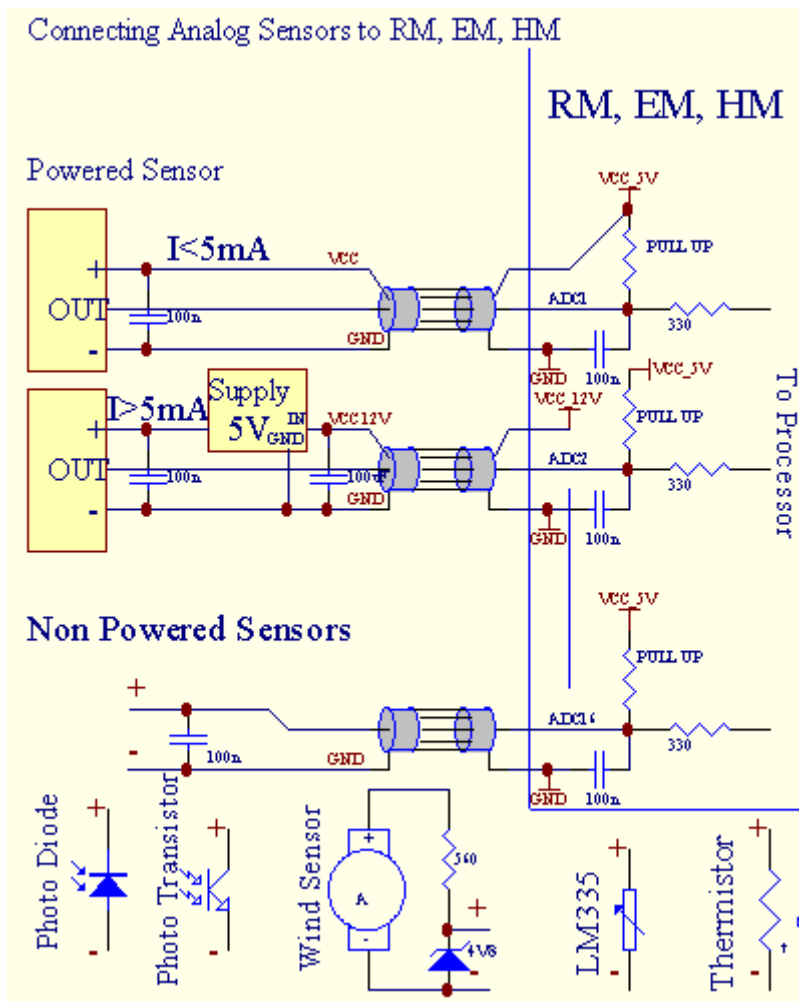 Connecting Analog Sensors to RM, EM, HM
RM, EM, HM
Powered Sensor
VCC_5V
+
I<5mA
VCC
PULL UP
OUT
100n
ADC1
330
-
GND
GND
100n
VCC_5V
I>5mA
Supply
5V
IN
GND
VCC_12V
+
VCC12V
PULL UP
OUT
100n
100n
ADC2
330
-
GND
GND
100n
To Processor
VCC_5V
Non Powered Sensors
PULL UP
+
ADC16
330
-
100n
GND
GND
100n
Photo Diode
+
-
Photo Transistor
+
-
Wind Sensor
+
A
-
560
+
4V8
-
LM335
+
-
Thermistor
+
-